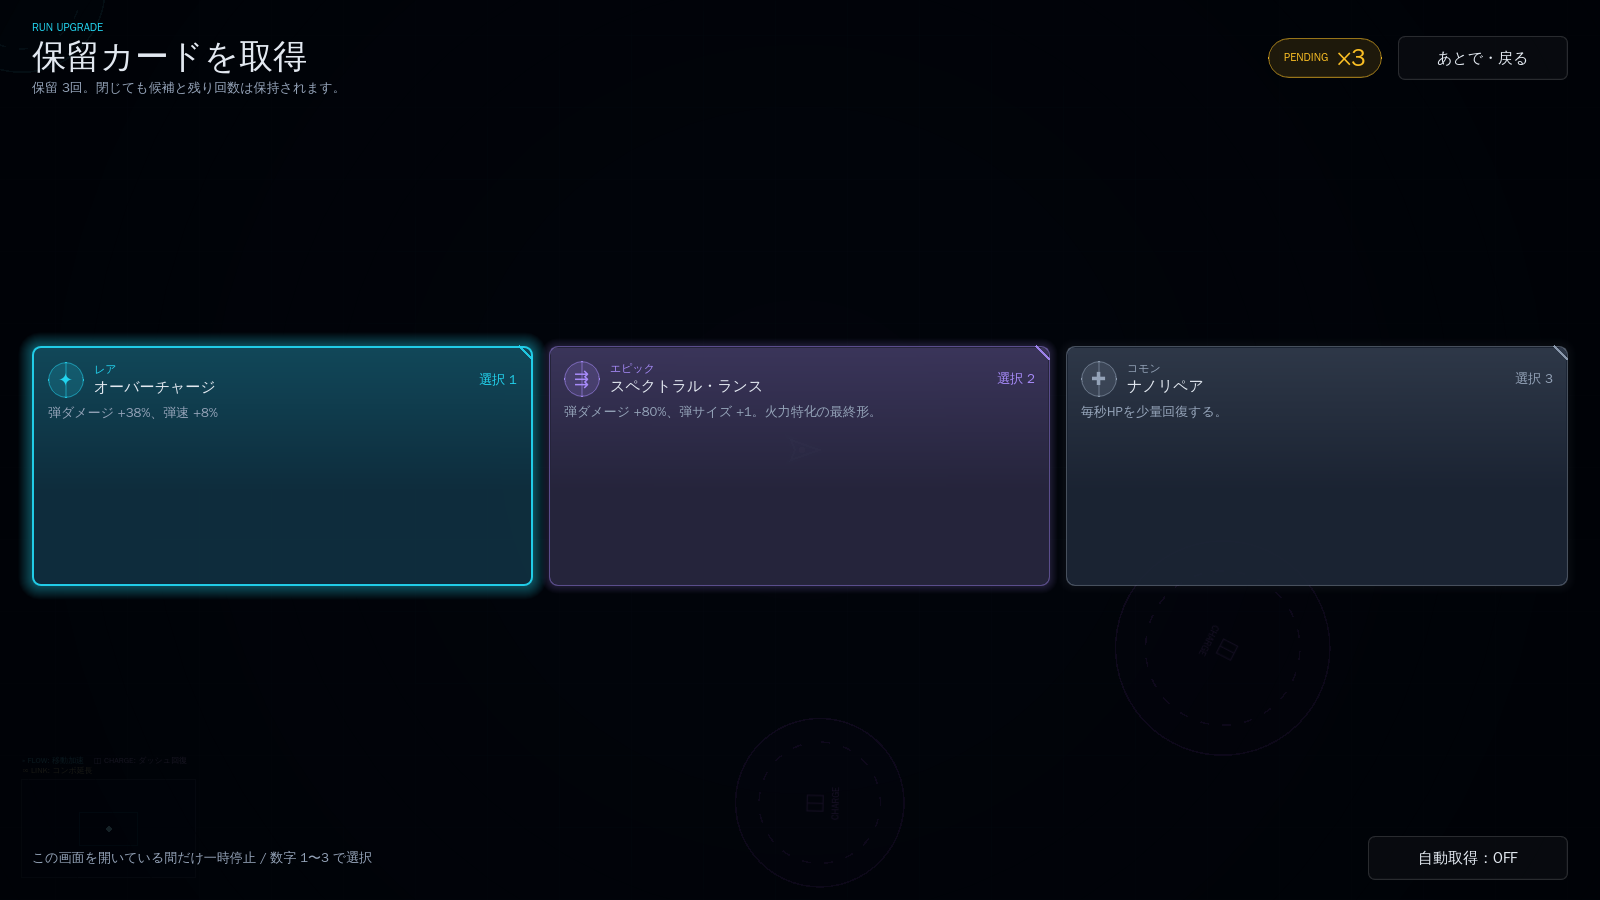 RUN UPGRADE
保留カードを取得
保留 3回。閉じても候補と残り回数は保持されます。
PENDING ×3
あとで・戻る
レア
オーバーチャージ
選択 1
弾ダメージ +38%、弾速 +8%
エピック
スペクトラル・ランス
選択 2
弾ダメージ +80%、弾サイズ +1。火力特化の最終形。
コモン
ナノリペア
選択 3
毎秒HPを少量回復する。
CHARGE
CHARGE
この画面を開いている間だけ一時停止 / 数字 1〜3 で選択
自動取得：OFF